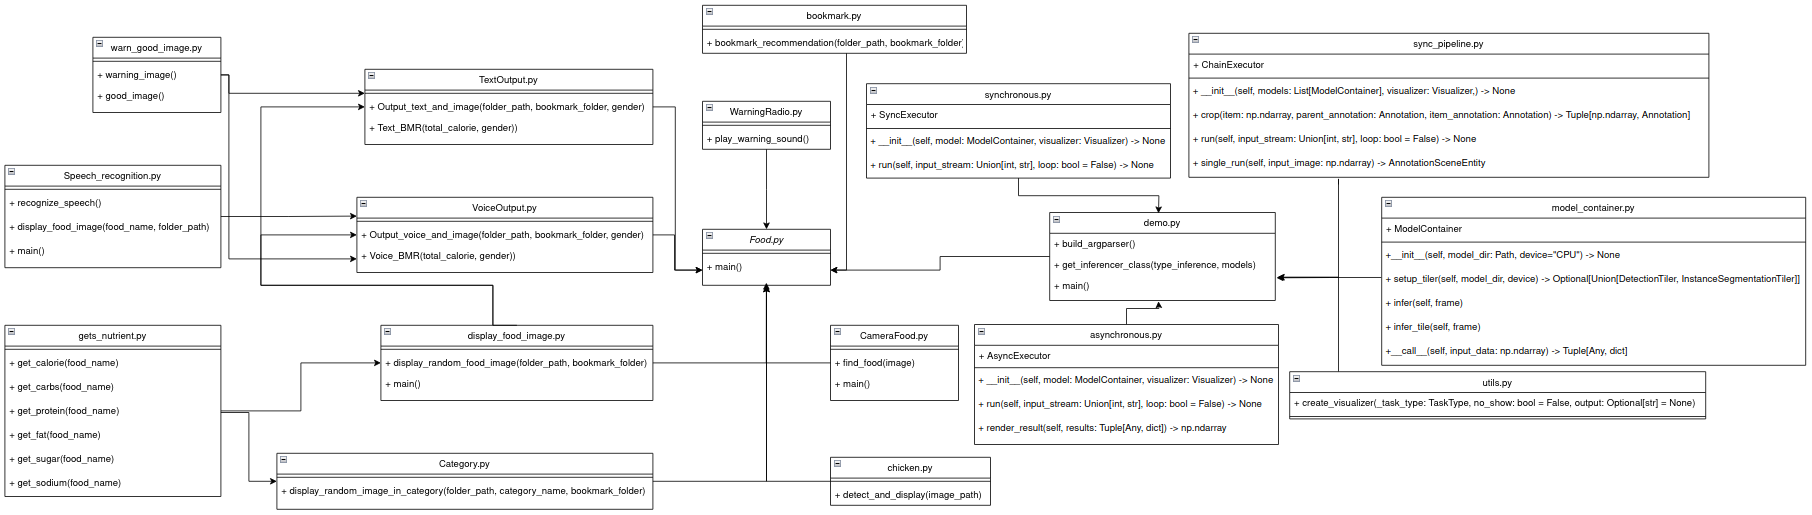 warn_good_image.py
+ warning_image()
+ good_image()
Speech_recognition.py
+ recognize_speech()
+ display_food_image(food_name, folder_path)
+ main()
gets_nutrient.py
+ get_calorie(food_name)
+ get_carbs(food_name)
+ get_protein(food_name)
+ get_fat(food_name)
+ get_sugar(food_name)
+ get_sodium(food_name)
TextOutput.py
+ Output_text_and_image(folder_path, bookmark_folder, gender)
+ Text_BMR(total_calorie, gender))
VoiceOutput.py
+ Output_voice_and_image(folder_path, bookmark_folder, gender)
+ Voice_BMR(total_calorie, gender))
display_food_image.py
+ display_random_food_image(folder_path, bookmark_folder)
+ main()
Category.py
+ display_random_image_in_category(folder_path, category_name, bookmark_folder)
bookmark.py
+ bookmark_recommendation(folder_path, bookmark_folder
WarningRadio.py
+ play_warning_sound()
Food.py
+ main()
CameraFood.py
+ find_food(image)
+ main()
chicken.py
+ detect_and_display(image_path)
synchronous.py
+ SyncExecutor
+ __init__(self, model: ModelContainer, visualizer: Visualizer) -> None
+ run(self, input_stream: Union[int, str], loop: bool = False) -> None
demo.py
+ build_argparser()
+ get_inferencer_class(type_inference, models)
+ main()
asynchronous.py
+ AsyncExecutor
+ __init__(self, model: ModelContainer, visualizer: Visualizer) -> None
+ run(self, input_stream: Union[int, str], loop: bool = False) -> None
+ render_result(self, results: Tuple[Any, dict]) -> np.ndarray
sync_pipeline.py
+ ChainExecutor
+ __init__(self, models: List[ModelContainer], visualizer: Visualizer,) -> None
+ crop(item: np.ndarray, parent_annotation: Annotation, item_annotation: Annotation) -> Tuple[np.ndarray, Annotation]
+ run(self, input_stream: Union[int, str], loop: bool = False) -> None
+ single_run(self, input_image: np.ndarray) -> AnnotationSceneEntity
model_container.py
+ ModelContainer
+__init__(self, model_dir: Path, device="CPU") -> None
+ setup_tiler(self, model_dir, device) -> Optional[Union[DetectionTiler, InstanceSegmentationTiler]]
+ infer(self, frame)
+ infer_tile(self, frame)
+__call__(self, input_data: np.ndarray) -> Tuple[Any, dict]
utils.py
+ create_visualizer(_task_type: TaskType, no_show: bool = False, output: Optional[str] = None)